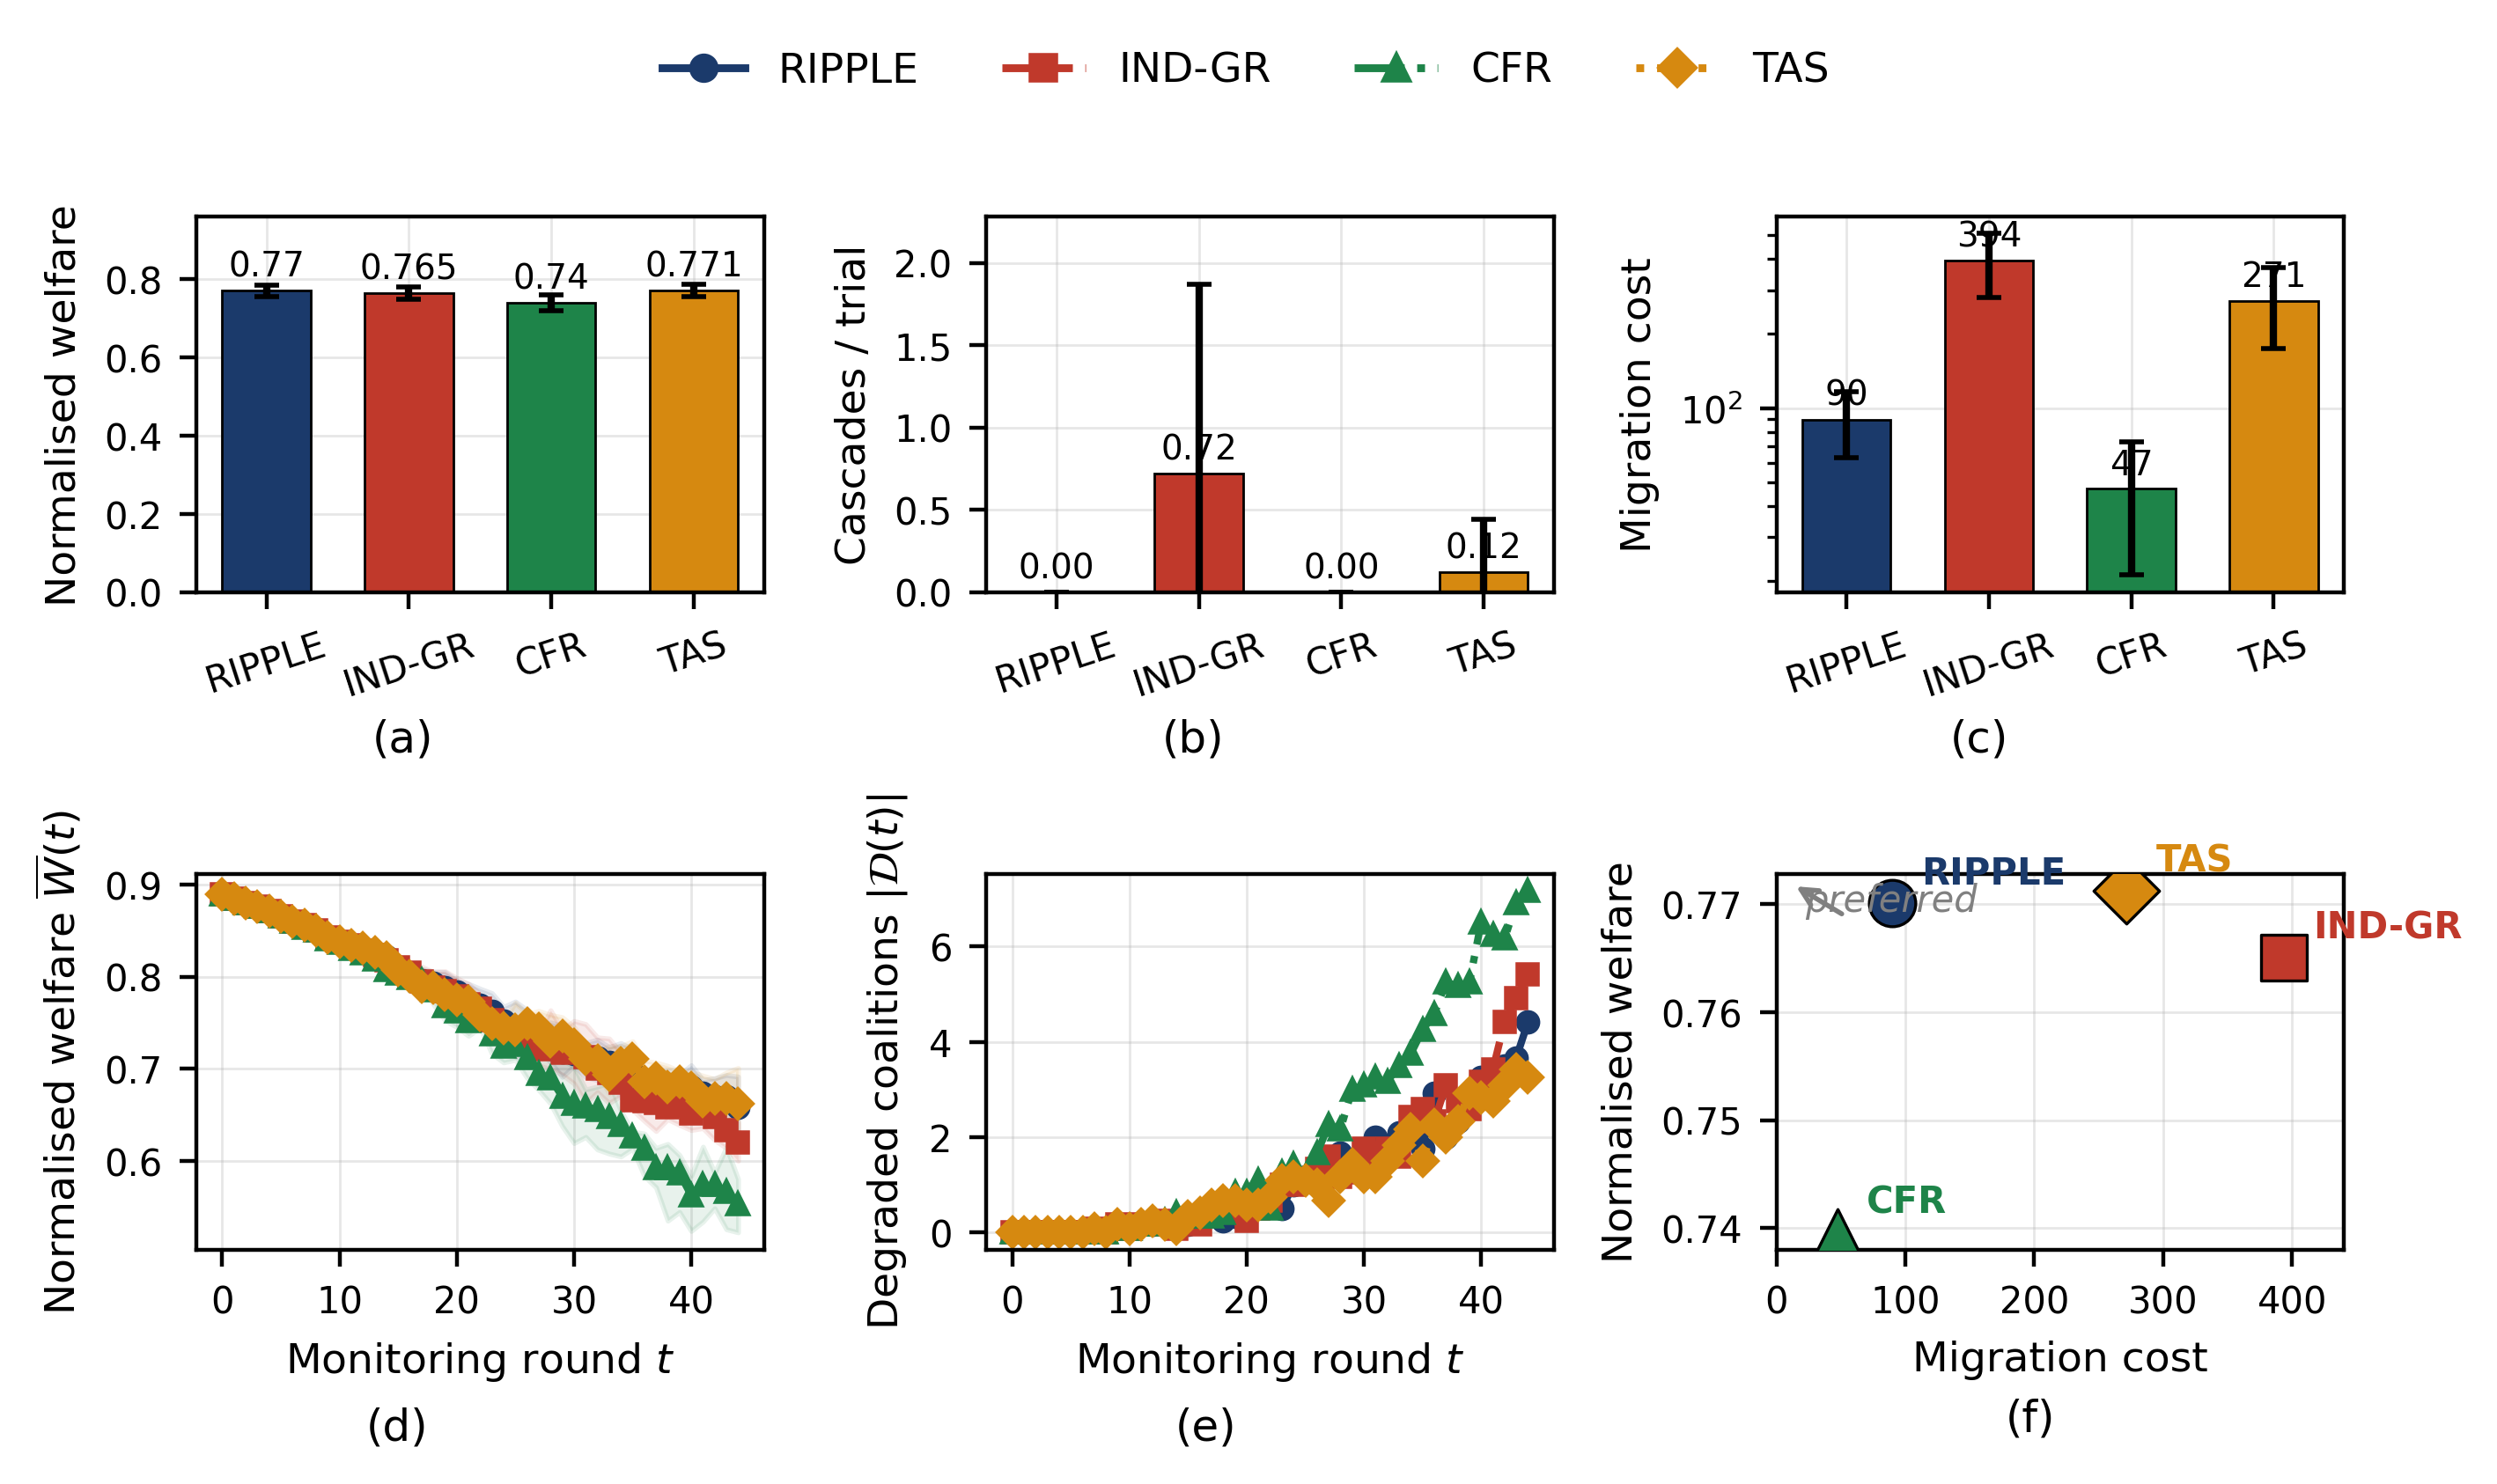 RIPPLE IND-GR CFR TAS
Normalised welfare
0.8
0.6
0.4
0.2
0.0
0.77 0.765 0.74 0.771
RIPPLE IND-GR CFR TAS
(a)
Cascades / trial
2.0
1.5
1.0
0.5
0.0
0.00 0.72 0.00 0.12
RIPPLE IND-GR CFR TAS
(b)
Migration cost
10²
90 394 47 271
RIPPLE IND-GR CFR TAS
(c)
Normalised welfare W̅(t)
0.9
0.8
0.7
0.6
0 10 20 30 40
Monitoring round t
(d)
Degraded coalitions |𝒟(t)|
6
4
2
0
0 10 20 30 40
Monitoring round t
(e)
Normalised welfare
0.77
0.76
0.75
0.74
preferred
RIPPLE
TAS
IND-GR
CFR
0 100 200 300 400
Migration cost
(f)